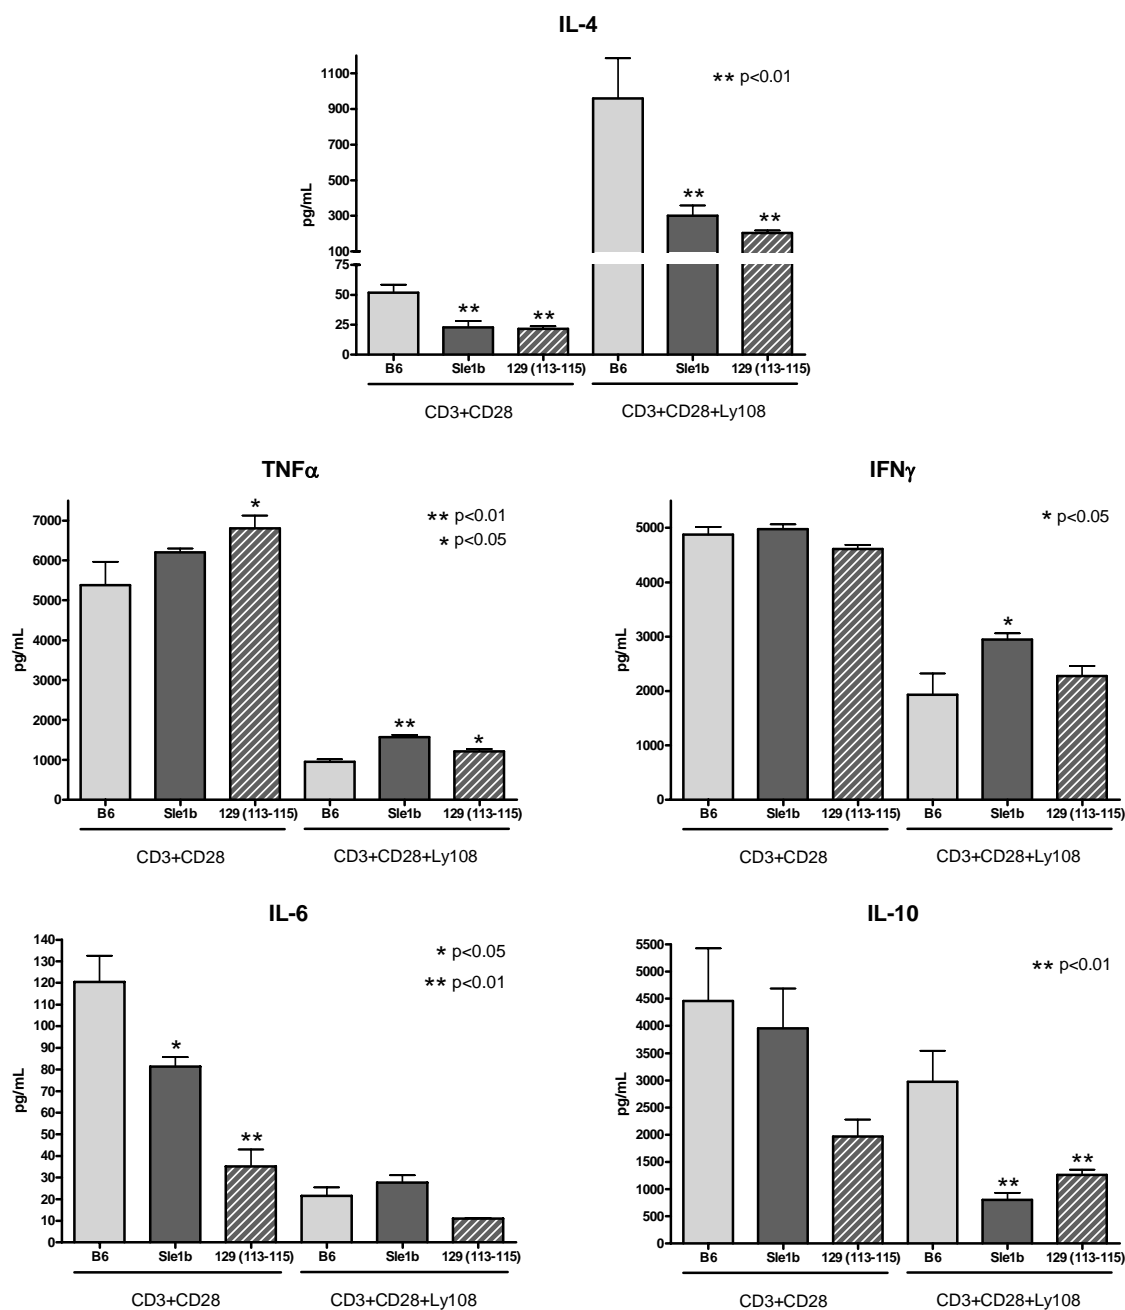 IL-4
** p<0.01
pg/mL
1100
900
700
500
300
100
75
50
25
0
B6 Sle1b 129 (113-115) B6 Sle1b 129 (113-115)
CD3+CD28 CD3+CD28+Ly108
** ** ** **
TNFα
** p<0.01
* p<0.05
pg/mL
7000
6000
5000
4000
3000
2000
1000
0
* ** *
B6 Sle1b 129 (113-115) B6 Sle1b 129 (113-115)
CD3+CD28 CD3+CD28+Ly108
IFNγ
* p<0.05
pg/mL
5000
4000
3000
2000
1000
0
*
B6 Sle1b 129 (113-115) B6 Sle1b 129 (113-115)
CD3+CD28 CD3+CD28+Ly108
IL-6
* p<0.05
** p<0.01
pg/mL
140
130
120
110
100
90
80
70
60
50
40
30
20
10
0
* **
B6 Sle1b 129 (113-115) B6 Sle1b 129 (113-115)
CD3+CD28 CD3+CD28+Ly108
IL-10
** p<0.01
pg/mL
5500
5000
4500
4000
3500
3000
2500
2000
1500
1000
500
0
** **
B6 Sle1b 129 (113-115) B6 Sle1b 129 (113-115)
CD3+CD28 CD3+CD28+Ly108